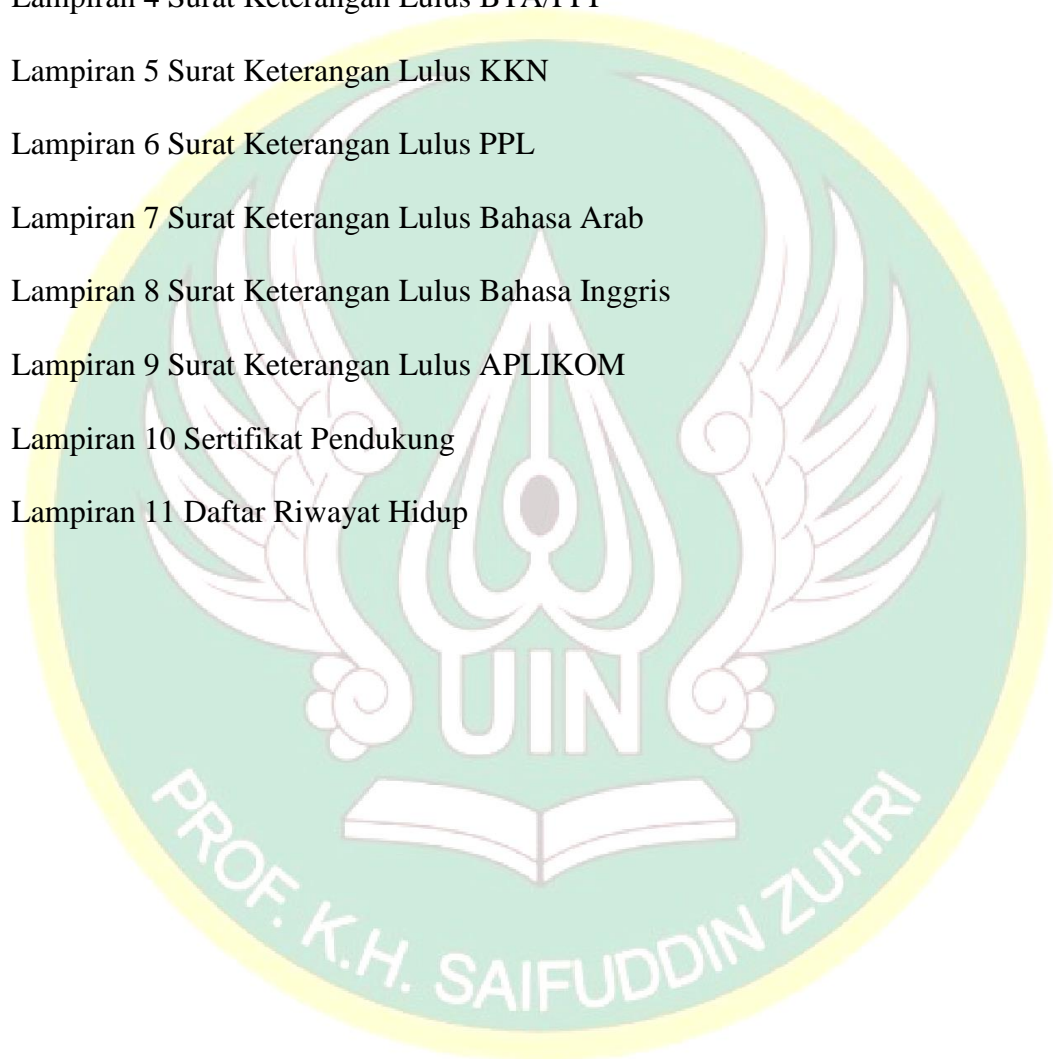 Lampiran 4 Surat Keterangan Lulus BTA/PPI
Lampiran 5 Surat Keterangan Lulus KKN
Lampiran 6 Surat Keterangan Lulus PPL
Lampiran 7 Surat Keterangan Lulus Bahasa Arab
Lampiran 8 Surat Keterangan Lulus Bahasa Inggris
Lampiran 9 Surat Keterangan Lulus APLIKOM
Lampiran 10 Sertifikat Pendukung
Lampiran 11 Daftar Riwayat Hidup
UIN
PROF. K.H. SAIFUDDIN ZUHRI